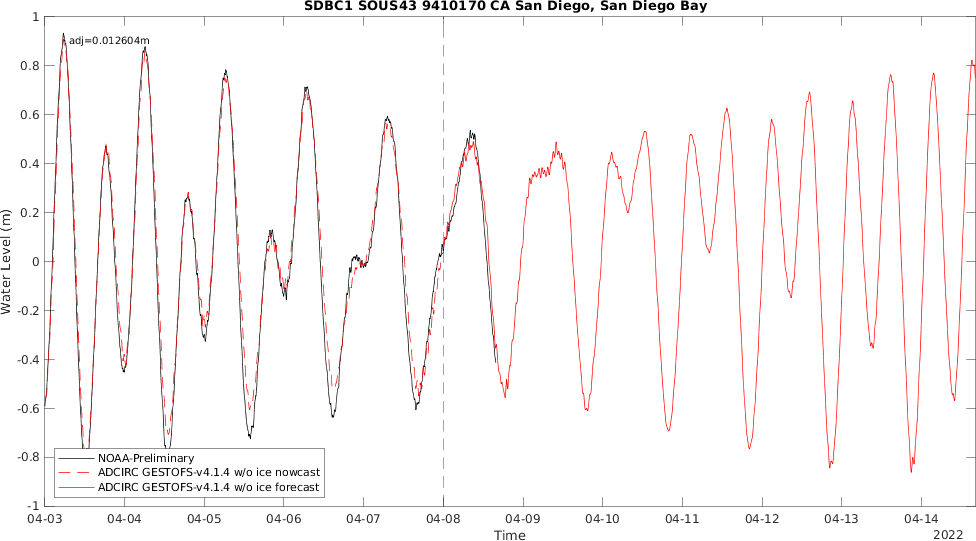 SDBC1 SOUS43 9410170 CA San Diego, San Diego Bay
adj=0.012604m
Water Level (m)
1
0.8
0.6
0.4
0.2
0
-0.2
-0.4
-0.6
-0.8
-1
NOAA-Preliminary
ADCIRC GESTOFS-v4.1.4 w/o ice nowcast
ADCIRC GESTOFS-v4.1.4 w/o ice forecast
04-03 04-04 04-05 04-06 04-07 04-08 04-09 04-10 04-11 04-12 04-13 04-14
Time
2022